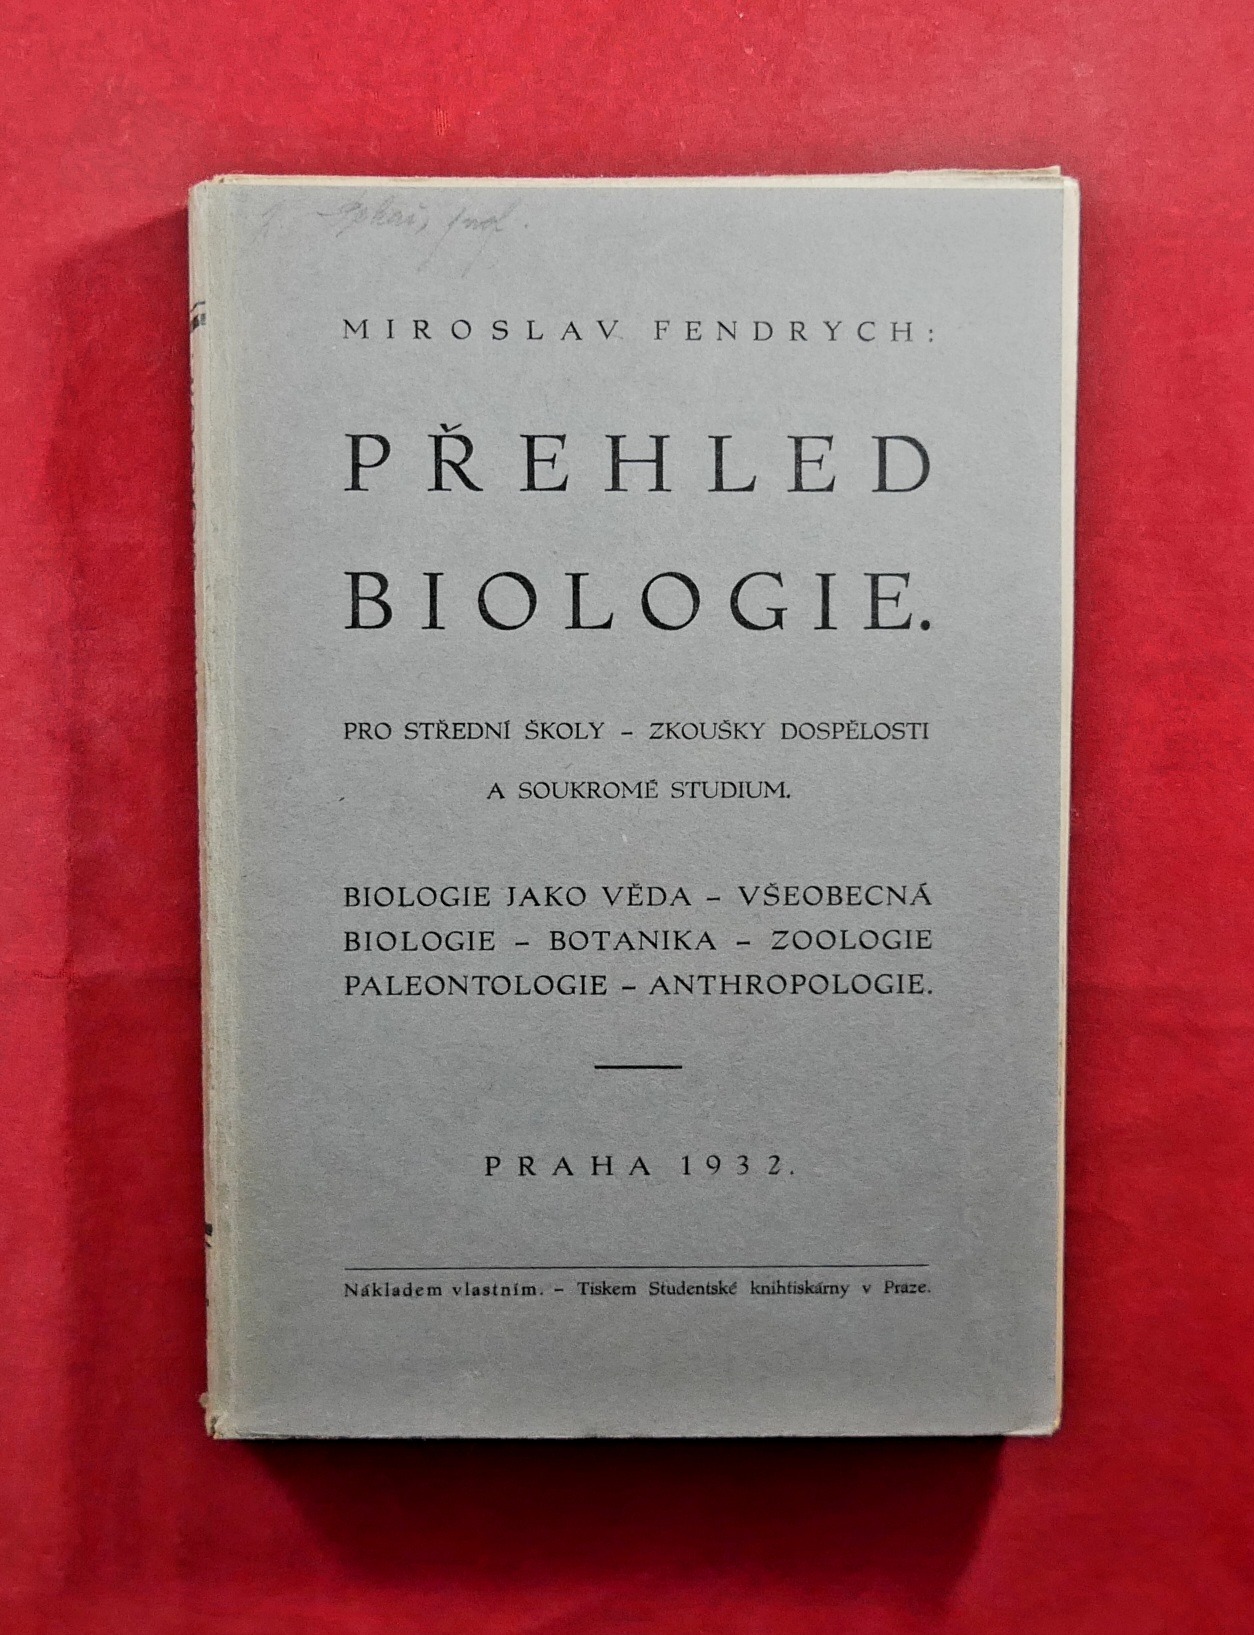 MIROSLAV FENDRYCH:
PŘEHLED
BIOLOGIE.
PRO STŘEDNÍ ŠKOLY – ZKOUŠKY DOSPĚLOSTI
A SOUKROMÉ STUDIUM.
BIOLOGIE JAKO VĚDA – VŠEOBECNÁ
BIOLOGIE – BOTANIKA – ZOOLOGIE
PALEONTOLOGIE – ANTHROPOLOGIE.
PRAHA 1932.
Nákladem vlastním. – Tiskem Studentské knihtiskárny v Praze.